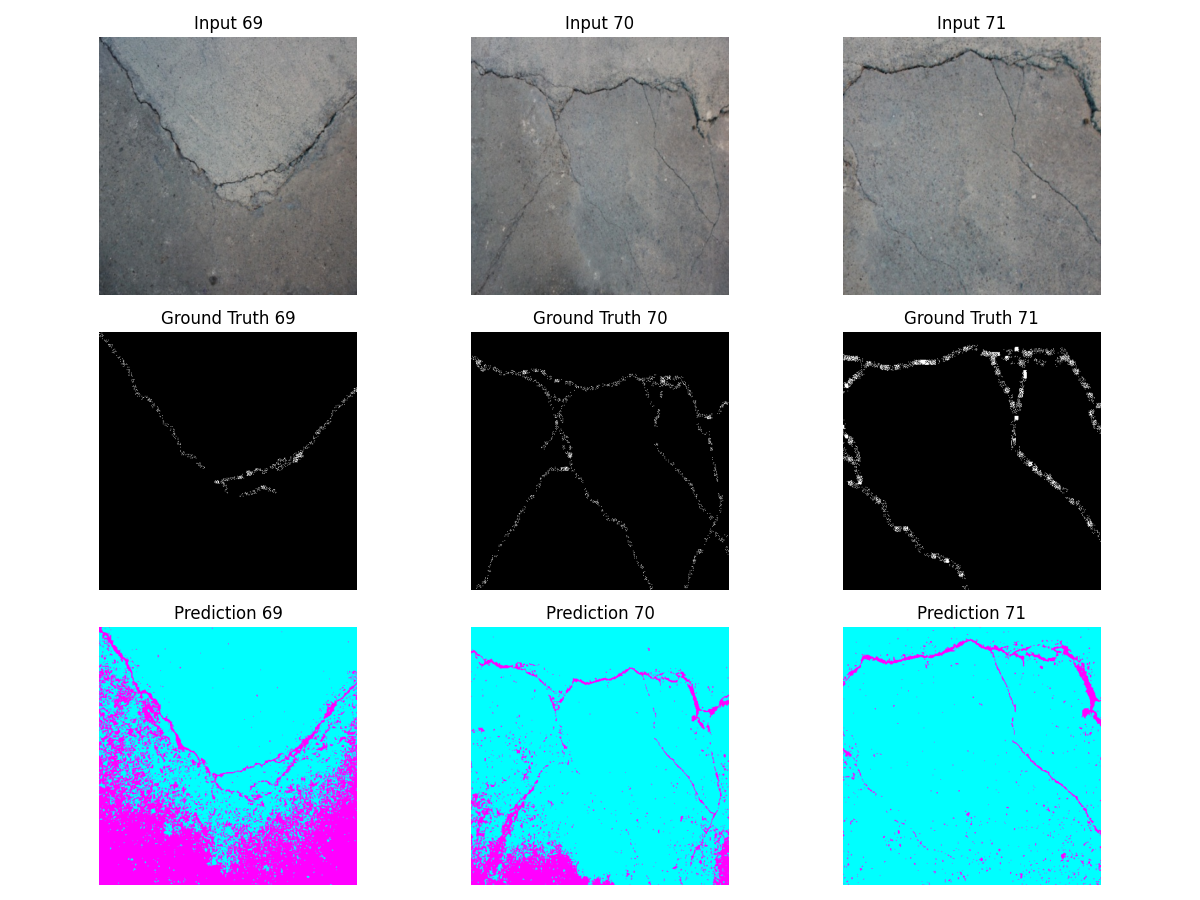 Input 69
Input 70
Input 71
Ground Truth 69
Ground Truth 70
Ground Truth 71
Prediction 69
Prediction 70
Prediction 71